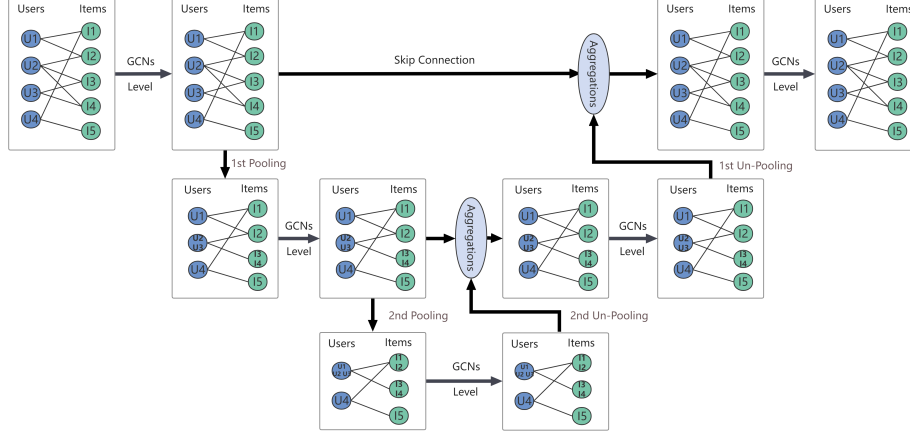 Users Items
U1 I1
U2 I2
U3 I3
U4 I4
I5
GCNs
Level
Users Items
U1 I1
U2 I2
U3 I3
U4 I4
I5
Skip Connection
Aggregations
Users Items
U1 I1
U2 I2
U3 I3
U4 I4
I5
GCNs
Level
Users Items
U1 I1
U2 I2
U3 I3
U4 I4
I5
1st Pooling
1st Un-Pooling
Users Items
U1 I1
U2 I2
U3
I3
I4
U4 I5
GCNs
Level
Users Items
U1 I1
U2 I2
U3
I3
I4
U4 I5
Aggregations
Users Items
U1 I1
U2 I2
U3
I3
I4
U4 I5
GCNs
Level
Users Items
U1 I1
U2 I2
U3
I3
I4
U4 I5
2nd Pooling
2nd Un-Pooling
Users Items
U1 I1
U2 U3 I2
I3
I4
U4 I5
GCNs
Level
Users Items
U1 I1
U2 U3 I2
I3
I4
U4 I5